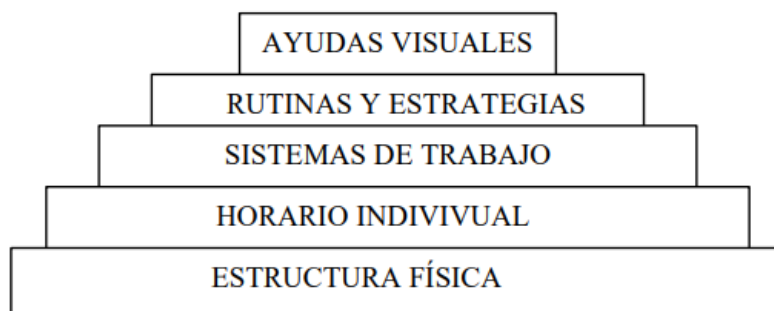 AYUDAS VISUALES
RUTINAS Y ESTRATEGIAS
SISTEMAS DE TRABAJO
HORARIO INDIVIVUAL
ESTRUCTURA FÍSICA